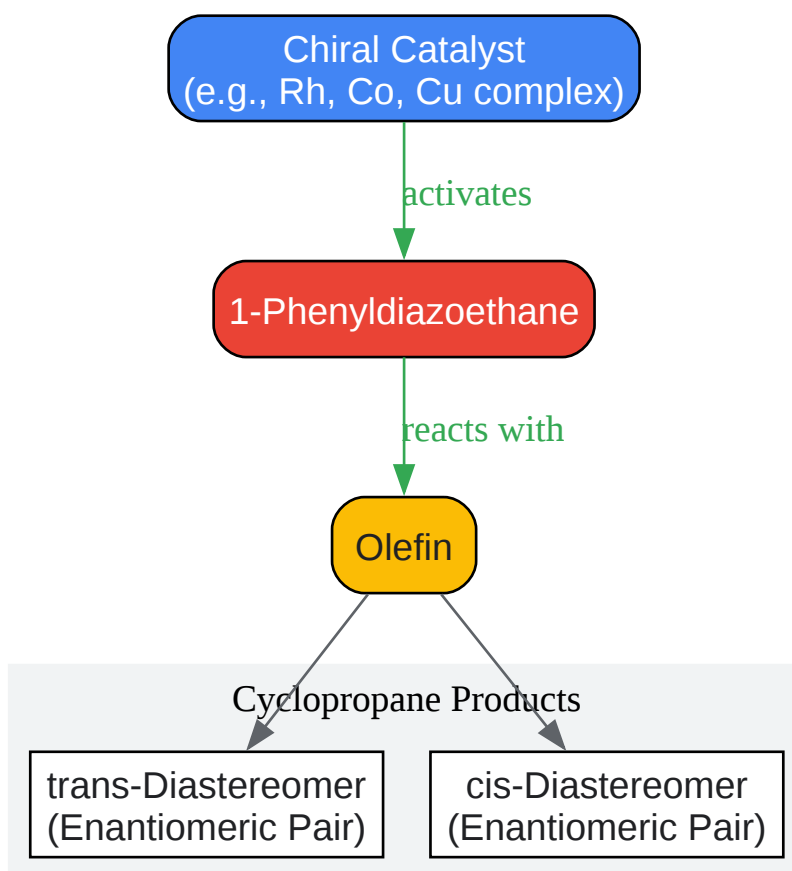 Chiral Catalyst
(e.g., Rh, Co, Cu complex)
activates
1-Phenyldiazoethane
reacts with
Olefin
Cyclopropane Products
trans-Diastereomer
(Enantiomeric Pair)
cis-Diastereomer
(Enantiomeric Pair)